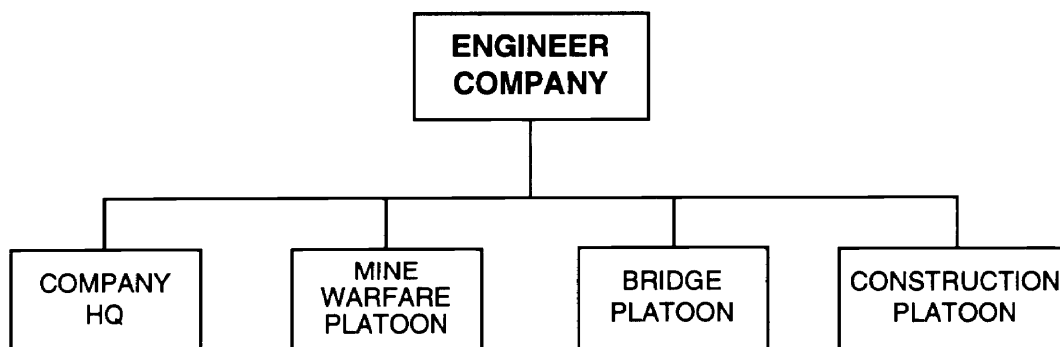 ENGINEER
COMPANY
COMPANY
HQ
MINE
WARFARE
PLATOON
BRIDGE
PLATOON
CONSTRUCTION
PLATOON